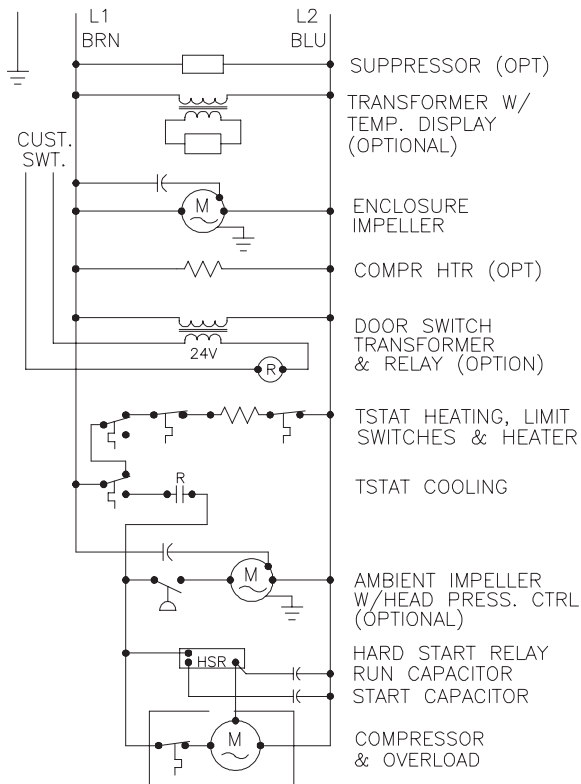 L1 L2
BRN BLU
SUPPRESSOR (OPT)
TRANSFORMER W/
TEMP. DISPLAY
(OPTIONAL)
CUST.
SWT.
M
ENCLOSURE
IMPELLER
COMPR HTR (OPT)
24V
R
DOOR SWITCH
TRANSFORMER
& RELAY (OPTION)
TSTAT HEATING, LIMIT
SWITCHES & HEATER
R
TSTAT COOLING
M
AMBIENT IMPELLER
W/HEAD PRESS. CTRL
(OPTIONAL)
HSR
HARD START RELAY
RUN CAPACITOR
START CAPACITOR
M
COMPRESSOR
& OVERLOAD